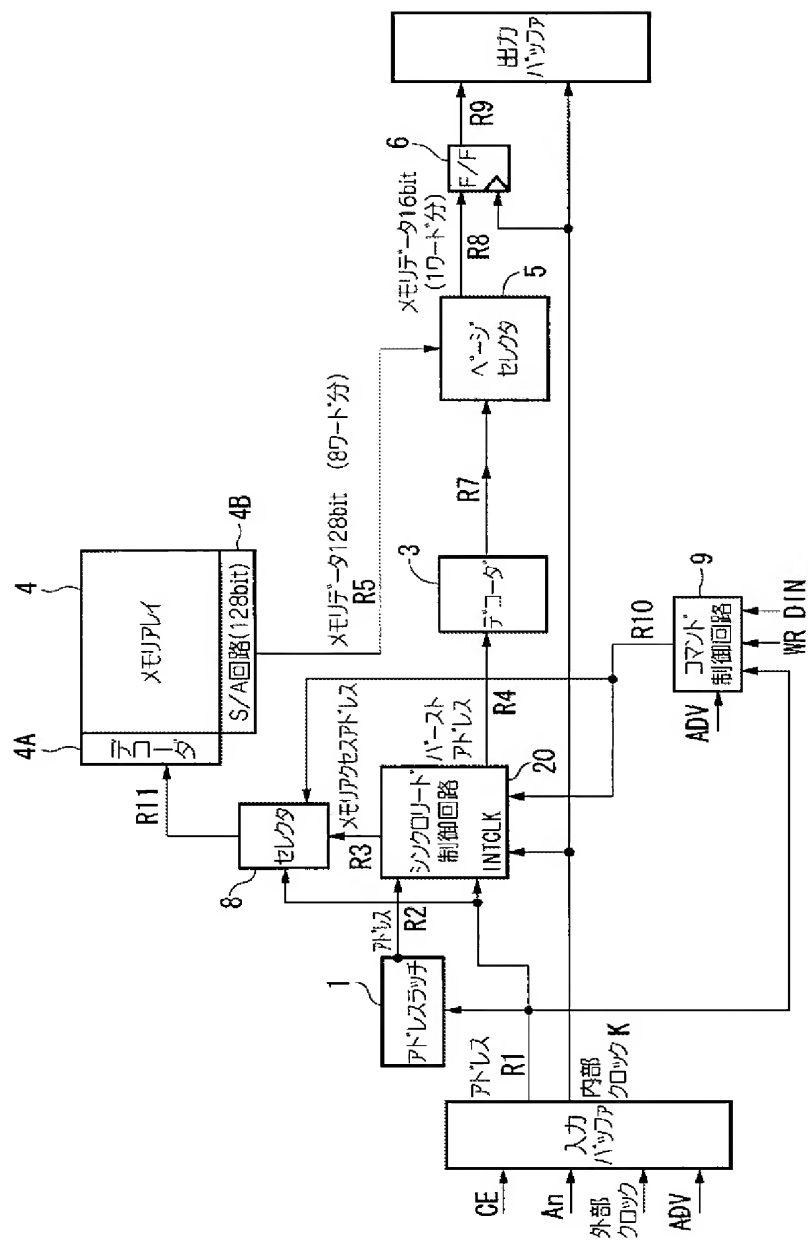 CE
An
外部
クロック
ADV
入力
バッファ
アドレス
R1
内部
クロックK
1
アドレスラッチ
アドレス
R2
8
セレクタ
R11
メモリアクセスアドレス
R3
シンクロリード
制御回路
INTCLK
20
バースト
アドレス
R4
4A
デコーダ
4
メモリアレイ
S/A回路(128bit)
4B
メモリデータ128bit (8ワード分)
R5
3
デコーダ
R7
ページ
セレクタ
5
メモリデータ16bit
(1ワード分)
R8
6
F/F
R9
出力
バッファ
R10
9
コマンド
制御回路
ADV
WR
DIN